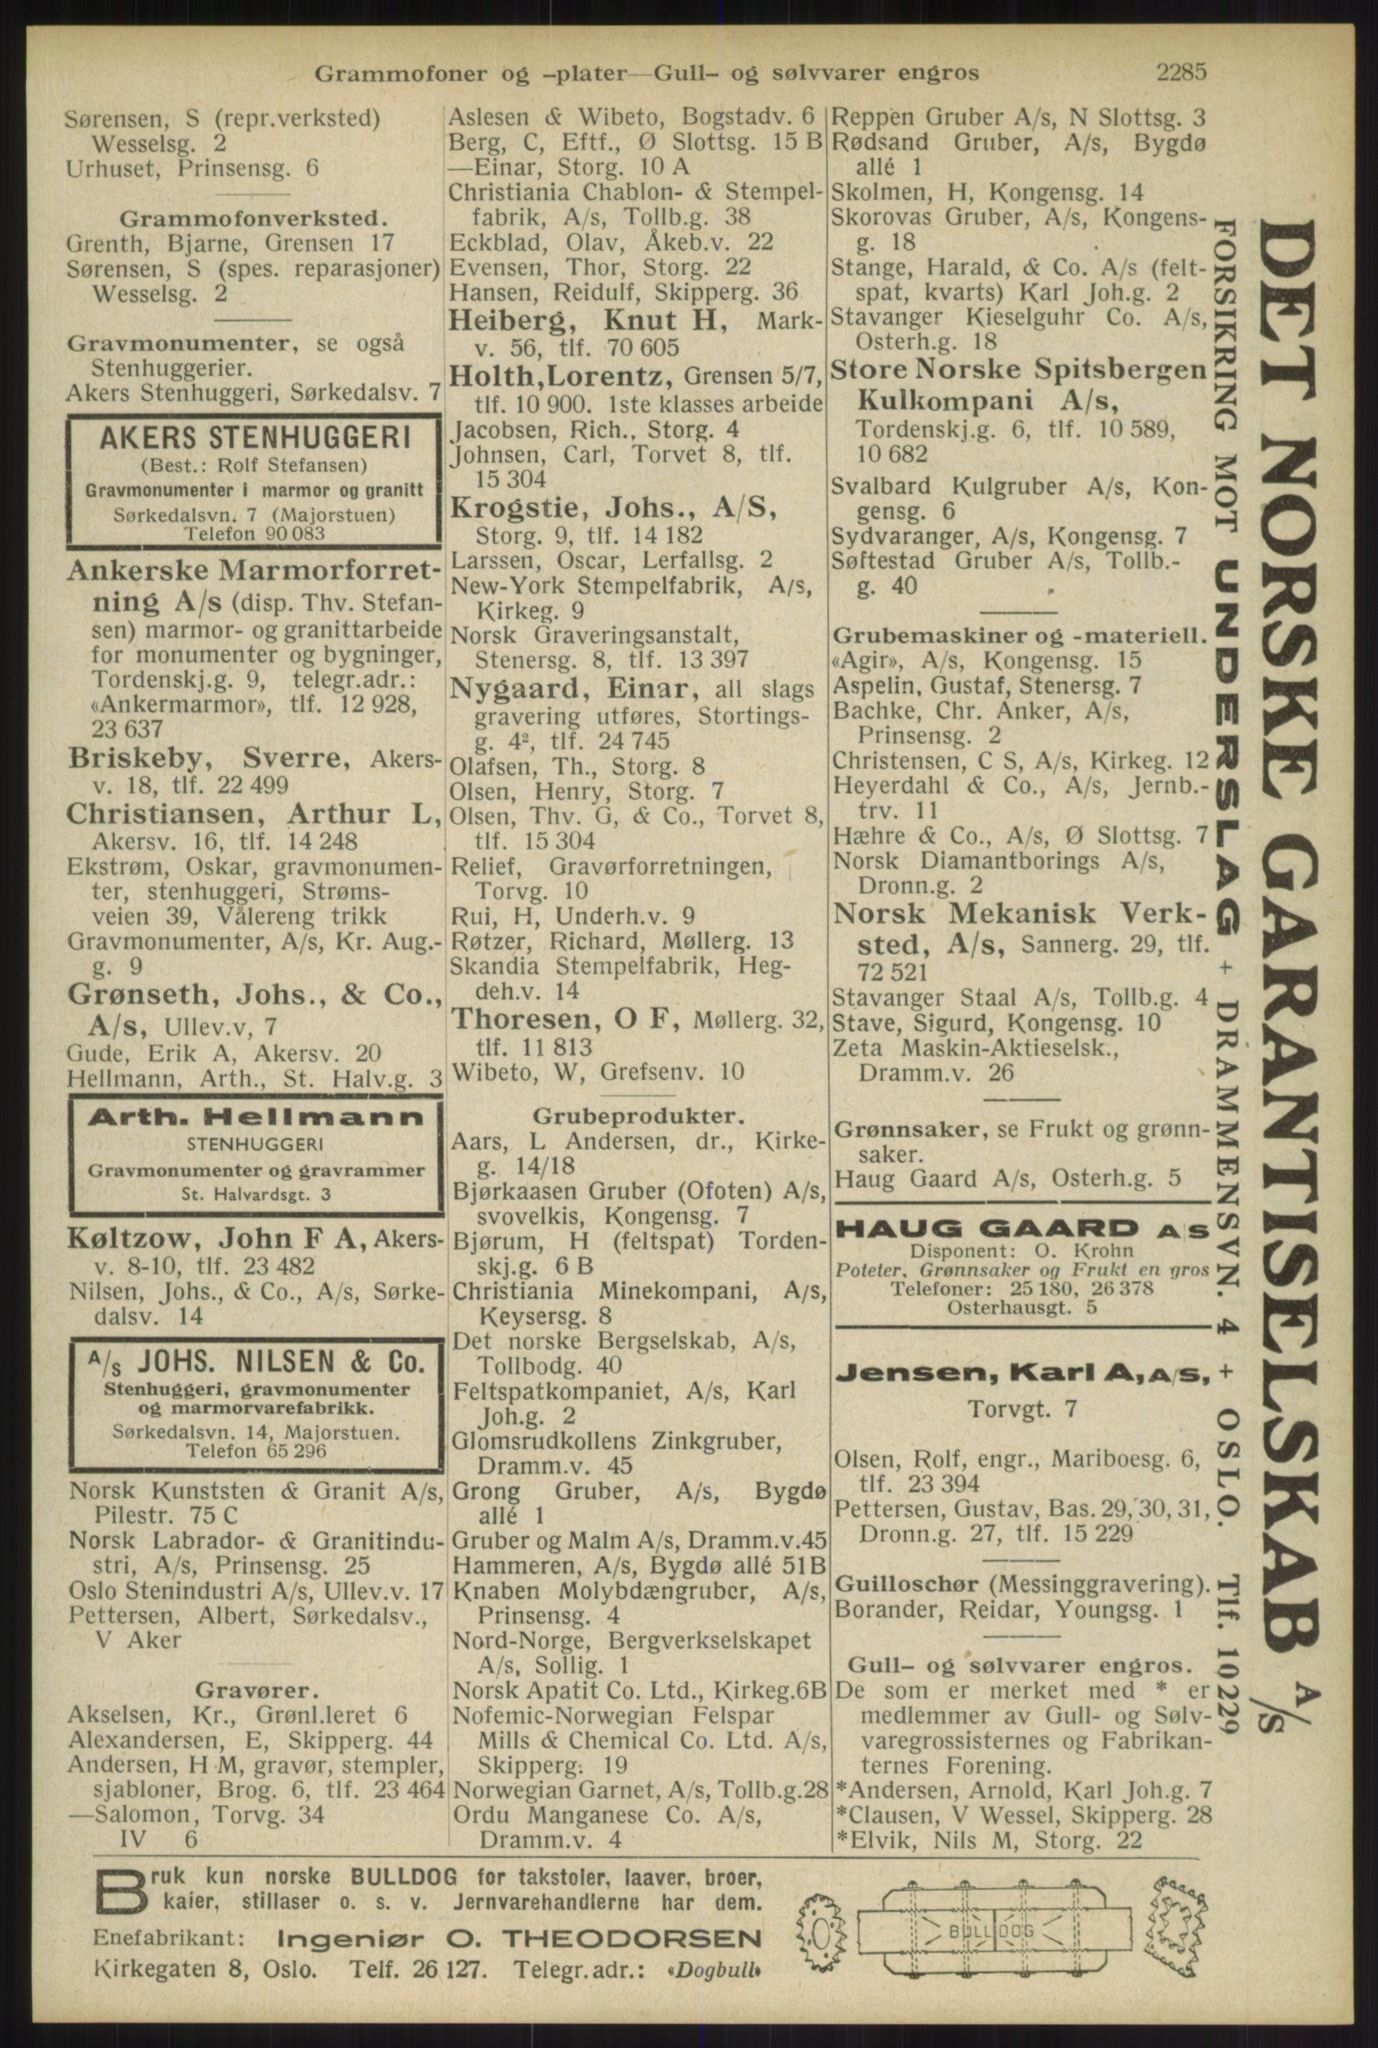 Grammofoner og -plater—Gull- og sølvvarer engros 2285
Sørensen, S (repr.verksted)
Wesselsg. 2
Urhuset, Prinsensg. 6
Grammofonverksted.
Grenth, Bjarne, Grensen 17
Sørensen, S (spes. reparasjoner)
Wesselsg. 2
Gravmonumenter, se også
Stenhuggerier.
Akers Stenhuggeri, Sørkedalsv. 7
AKERS STENHUGGERI
(Best.: Rolf Stefansen)
Gravmonumenter i marmor og granitt
Sørkedalsvn. 7 (Majorstuen)
Telefon 90 083
Ankerske Marmorforret-
ning A/s (disp. Thv. Stefan-
sen) marmor- og granittarbeide
for monumenter og bygninger,
Tordenskj.g. 9, telegr.adr.:
«Ankermarmor», tlf. 12 928,
23 637
Briskeby, Sverre, Akers-
v. 18, tlf. 22 499
Christiansen, Arthur L,
Akersv. 16, tlf. 14 248
Ekstrøm, Oskar, gravmonumen-
ter, stenhuggeri, Strøms-
veien 39, Vålereng trikk
Gravmonumenter, A/s, Kr. Aug.-
g. 9
Grønseth, Johs., & Co.,
A/s, Ullev.v, 7
Gude, Erik A, Akersv. 20
Hellmann, Arth., St. Halv.g. 3
Arth. Hellmann
STENHUGGERI
Gravmonumenter og gravrammer
St. Halvardsgt. 3
Køltzow, John F A, Akers-
v. 8-10, tlf. 23 482
Nilsen, Johs., & Co., A/s, Sørke-
dalsv. 14
A/s JOHS. NILSEN & Co.
Stenhuggeri, gravmonumenter
og marmorvarefabrikk.
Sørkedalsvn. 14, Majorstuen.
Telefon 65 296
Norsk Kunststen & Granit A/s,
Pilestr. 75 C
Norsk Labrador- & Granitindu-
stri, A/s, Prinsensg. 25
Oslo Stenindustri A/s, Ullev.v. 17
Pettersen, Albert, Sørkedalsv.,
V Aker
Gravører.
Akselsen, Kr., Grønl.leret 6
Alexandersen, E, Skipperg. 44
Andersen, H M, gravør, stempler,
sjabloner, Brog. 6, tlf. 23 464
—Salomon, Torvg. 34
IV 6
Aslesen & Wibeto, Bogstadv. 6
Berg, C, Eftf., Ø Slottsg. 15 B
—Einar, Storg. 10 A
Christiania Chablon- & Stempel-
fabrik, A/s, Tollb.g. 38
Eckblad, Olav, Åkeb.v. 22
Evensen, Thor, Storg. 22
Hansen, Reidulf, Skipperg. 36
Heiberg, Knut H, Mark-
v. 56, tlf. 70 605
Holth, Lorentz, Grensen 5/7,
tlf. 10 900. 1ste klasses arbeide
Jacobsen, Rich., Storg. 4
Johnsen, Carl, Torvet 8, tlf.
15 304
Krogstie, Johs., A/S,
Storg. 9, tlf. 14 182
Larssen, Oscar, Lerfallsg. 2
New-York Stempelfabrik, A/s,
Kirkeg. 9
Norsk Graveringsanstalt,
Stenersg. 8, tlf. 13 397
Nygaard, Einar, all slags
gravering utføres, Stortings-
g. 4², tlf. 24 745
Olafsen, Th., Storg. 8
Olsen, Henry, Storg. 7
Olsen, Thv. G, & Co., Torvet 8,
tlf. 15 304
Relief, Gravørforretningen,
Torvg. 10
Rui, H, Underh.v. 9
Røtzer, Richard, Møllerg. 13
Skandia Stempelfabrik, Heg-
deh.v. 14
Thoresen, O F, Møllerg. 32,
tlf. 11 813
Wibeto, W, Grefsenv. 10
Grubeprodukter.
Aars, L Andersen, dr., Kirke-
g. 14/18
Bjørkaasen Gruber (Ofoten) A/s,
svovelkis, Kongensg. 7
Bjørum, H (feltspat) Torden-
skj.g. 6 B
Christiania Minekompani, A/s,
Keysersg. 8
Det norske Bergselskab, A/s,
Tollbodg. 40
Feltspatkompaniet, A/s, Karl
Joh.g. 2
Glomsrudkollens Zinkgruber,
Dramm.v. 45
Grong Gruber, A/s, Bygdø
allé 1
Gruber og Malm A/s, Dramm.v.45
Hammeren, A/s, Bygdø allé 51 B
Knaben Molybdængruber, A/s,
Prinsensg. 4
Nord-Norge, Bergverkselskapet
A/s, Sollig. 1
Norsk Apatit Co. Ltd., Kirkeg.6B
Nofemic-Norwegian Felspar
Mills & Chemical Co. Ltd. A/s,
Skipperg. 19
Norwegian Garnet, A/s, Tollb.g.28
Ordu Manganese Co. A/s,
Dramm.v. 4
Reppen Gruber A/s, N Slottsg. 3
Rødsand Gruber, A/s, Bygdø
allé 1
Skolmen, H, Kongensg. 14
Skorovas Gruber, A/s, Kongens-
g. 18
Stange, Harald, & Co. A/s (felt-
spat, kvarts) Karl Joh.g. 2
Stavanger Kieselguhr Co. A/s,
Osterh.g. 18
Store Norske Spitsbergen
Kulkompani A/s,
Tordenskj.g. 6, tlf. 10 589,
10 682
Svalbard Kulgruber A/s, Kon-
gensg. 6
Sydvaranger, A/s, Kongensg. 7
Søftestad Gruber A/s, Tollb.-
g. 40
Grubemaskiner og -materiell.
«Agir», A/s, Kongensg. 15
Aspelin, Gustaf, Stenersg. 7
Bachke, Chr. Anker, A/s,
Prinsensg. 2
Christensen, C S, A/s, Kirkeg. 12
Heyerdahl & Co., A/s, Jernb.-
trv. 11
Hæhre & Co., A/s, Ø Slottsg. 7
Norsk Diamantborings A/s,
Dronn.g. 2
Norsk Mekanisk Verk-
sted, A/s, Sannerg. 29, tlf.
72 521
Stavanger Staal A/s, Tollb.g. 4
Stave, Sigurd, Kongensg. 10
Zeta Maskin-Aktieselsk.,
Dramm.v. 26
Grønnsaker, se Frukt og grønn-
saker.
Haug Gaard A/s, Osterh.g. 5
HAUG GAARD A/S
Disponent: O. Krohn
Poteter, Grønnsaker og Frukt en gros
Telefoner: 25 180, 26 378
Osterhausgt. 5
Jensen, Karl A, A/S,
Torvgt. 7
Olsen, Rolf, engr., Mariboesg. 6,
tlf. 23 394
Pettersen, Gustav, Bas. 29, 30, 31,
Dronn.g. 27, tlf. 15 229
Guilloschør (Messinggravering).
Borander, Reidar, Youngsg. 1
Gull- og sølvvarer engros.
De som er merket med * er
medlemmer av Gull- og Sølv-
varegrossisternes og Fabrikan-
ternes Forening.
*Andersen, Arnold, Karl Joh.g. 7
*Clausen, V Wessel, Skipperg. 28
*Elvik, Nils M, Storg. 22
DET NORSKE GARANTISELSKAB A/S
FORSIKRING MOT UNDERSLAG + DRAMMENSVN. 4 + OSLO. Tlf. 10229
Bruk kun norske BULLDOG for takstoler, laaver, broer,
kaier, stillaser o. s. v. Jernvarehandlerne har dem.
Enefabrikant: Ingeniør O. THEODORSEN
Kirkegaten 8, Oslo. Telf. 26 127. Telegr.adr.: «Dogbull»
BULLDOG